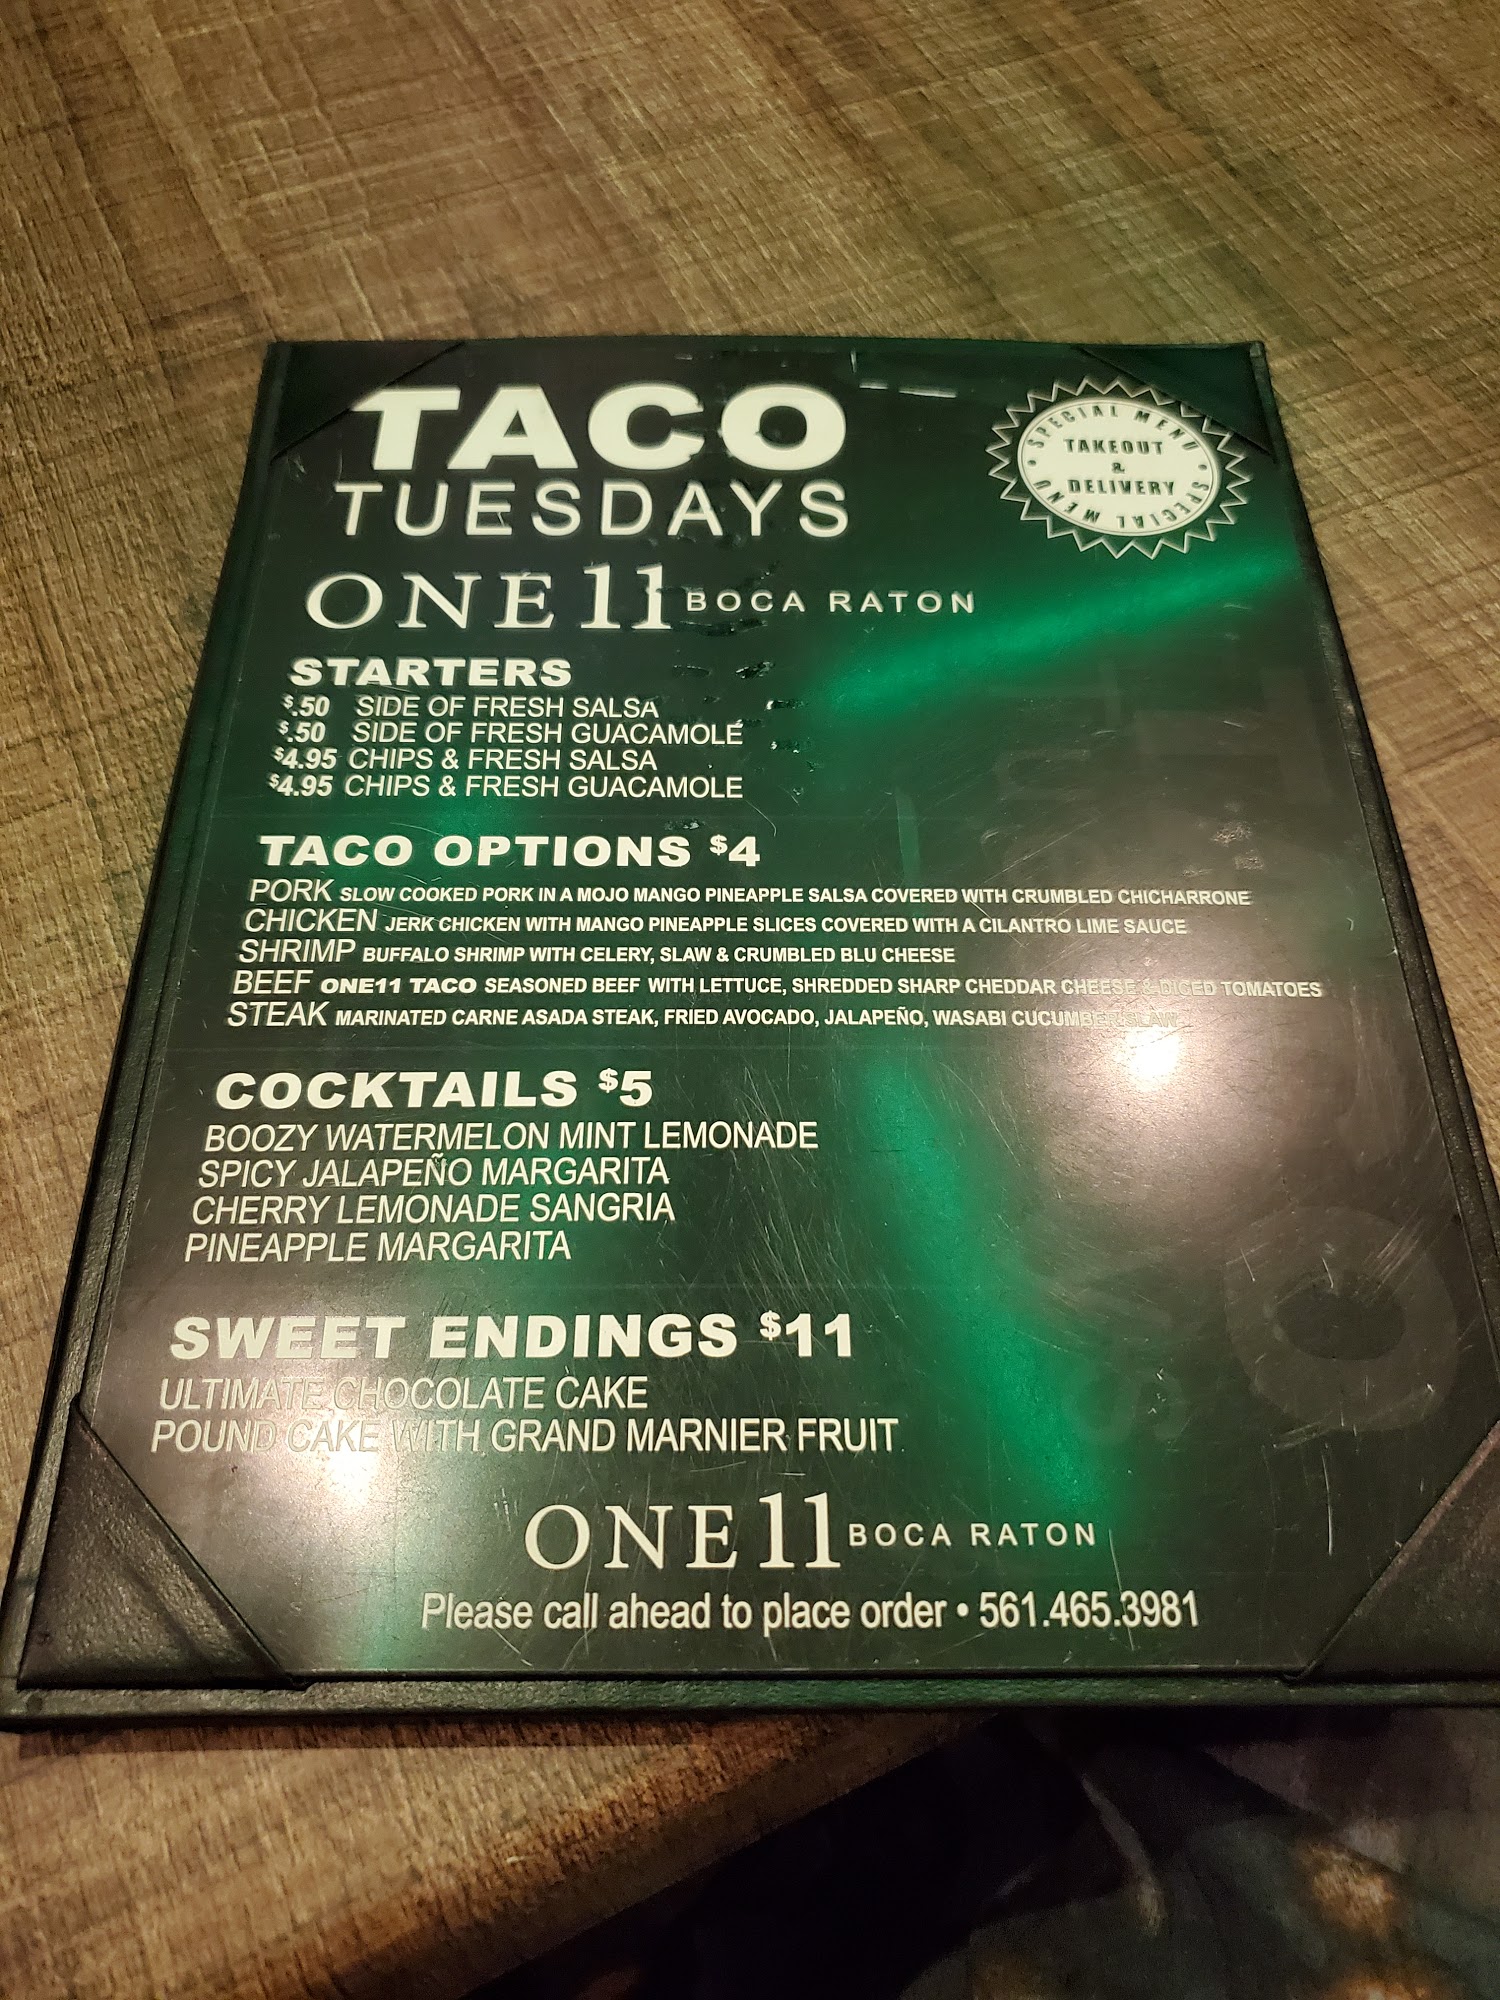 TACO
TUESDAYS
SPECIAL MENU • SPECIAL MENU •
TAKEOUT
&
DELIVERY
ONE11 BOCA RATON
STARTERS
$.50 SIDE OF FRESH SALSA
$.50 SIDE OF FRESH GUACAMOLE
$4.95 CHIPS & FRESH SALSA
$4.95 CHIPS & FRESH GUACAMOLE
TACO OPTIONS $4
PORK SLOW COOKED PORK IN A MOJO MANGO PINEAPPLE SALSA COVERED WITH CRUMBLED CHICHARRONE
CHICKEN JERK CHICKEN WITH MANGO PINEAPPLE SLICES COVERED WITH A CILANTRO LIME SAUCE
SHRIMP BUFFALO SHRIMP WITH CELERY, SLAW & CRUMBLED BLU CHEESE
BEEF ONE11 TACO SEASONED BEEF WITH LETTUCE, SHREDDED SHARP CHEDDAR CHEESE & DICED TOMATOES
STEAK MARINATED CARNE ASADA STEAK, FRIED AVOCADO, JALAPEÑO, WASABI CUCUMBER SLAW
COCKTAILS $5
BOOZY WATERMELON MINT LEMONADE
SPICY JALAPEÑO MARGARITA
CHERRY LEMONADE SANGRIA
PINEAPPLE MARGARITA
SWEET ENDINGS $11
ULTIMATE CHOCOLATE CAKE
POUND CAKE WITH GRAND MARNIER FRUIT
ONE11 BOCA RATON
Please call ahead to place order • 561.465.3981